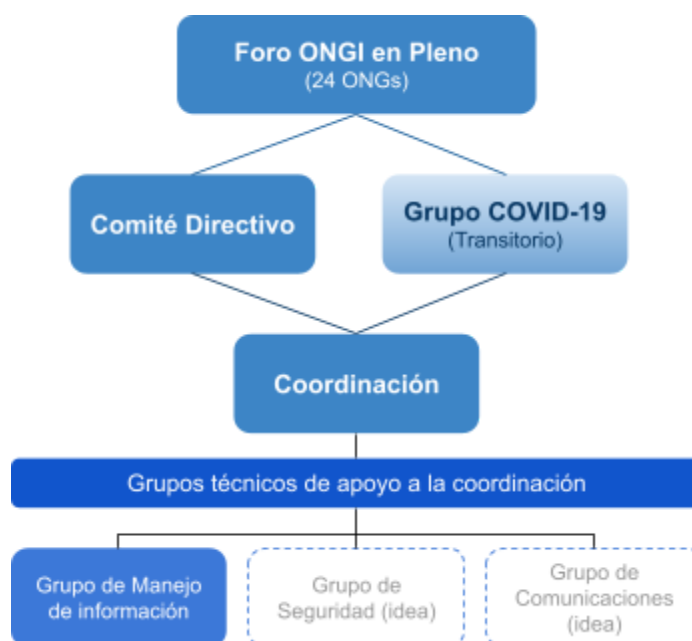 Foro ONGI en Pleno
(24 ONGs)
Comité Directivo
Grupo COVID-19
(Transitorio)
Coordinación
Grupos técnicos de apoyo a la coordinación
Grupo de Manejo
de información
Grupo de
Seguridad (idea)
Grupo de
Comunicaciones
(idea)